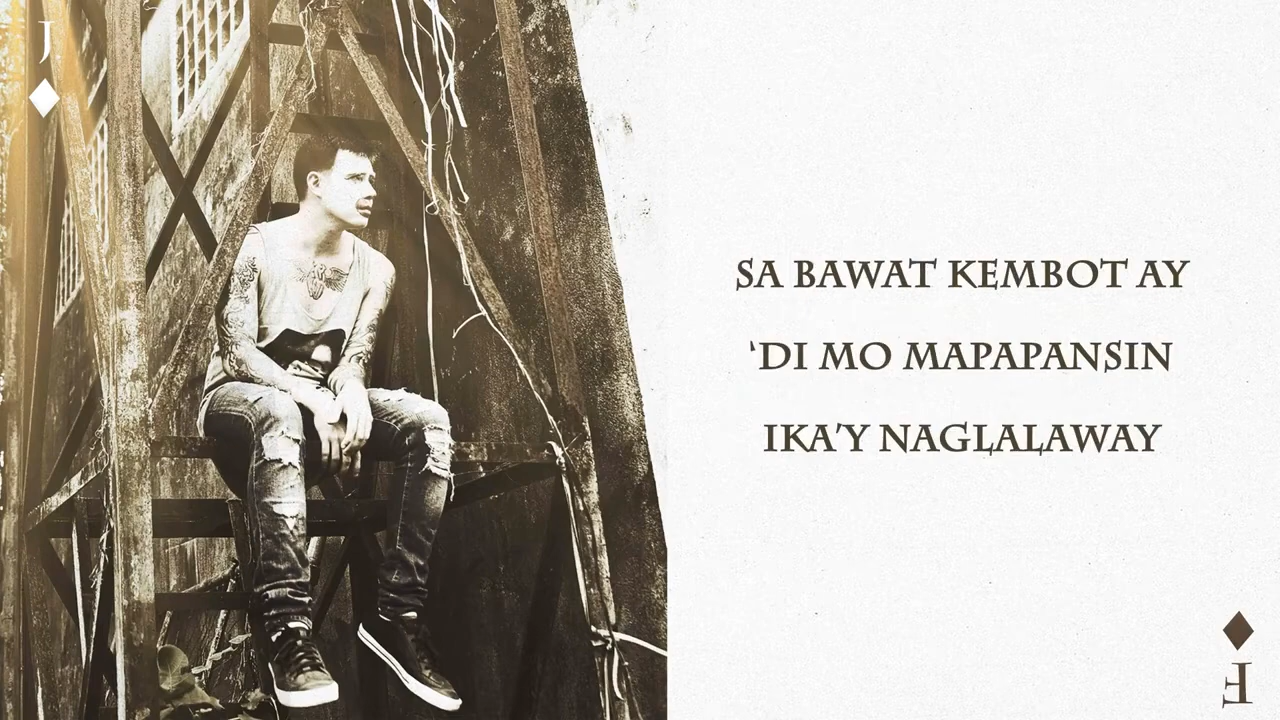 J
SA BAWAT KEMBOT AY
‘DI MO MAPAPANSIN
IKA'Y NAGLALAWAY
F